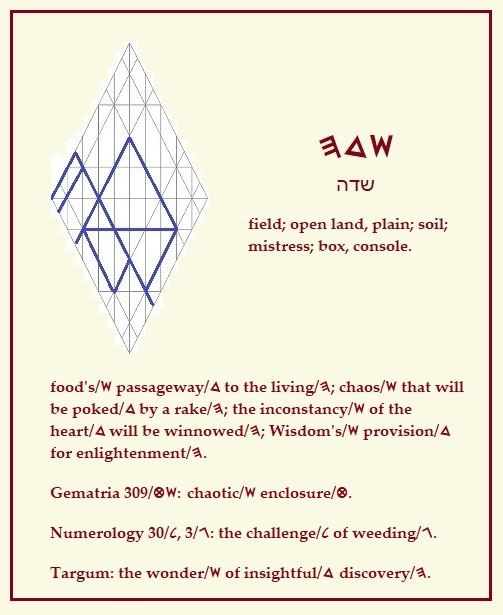 𐤔𐤃𐤄
שדה
field; open land, plain; soil;
mistress; box, console.
food's/𐤔 passageway/𐤃 to the living/𐤄; chaos/𐤔 that will
be poked/𐤃 by a rake/𐤄; the inconstancy/𐤔 of the
heart/𐤃 will be winnowed/𐤄; Wisdom's/𐤔 provision/𐤃
for enlightenment/𐤄.
Gematria 309/𐤔𐤈: chaotic/𐤔 enclosure/𐤈.
Numerology 30/𐤋, 3/𐤂: the challenge/𐤋 of weeding/𐤂.
Targum: the wonder/𐤔 of insightful/𐤃 discovery/𐤄.